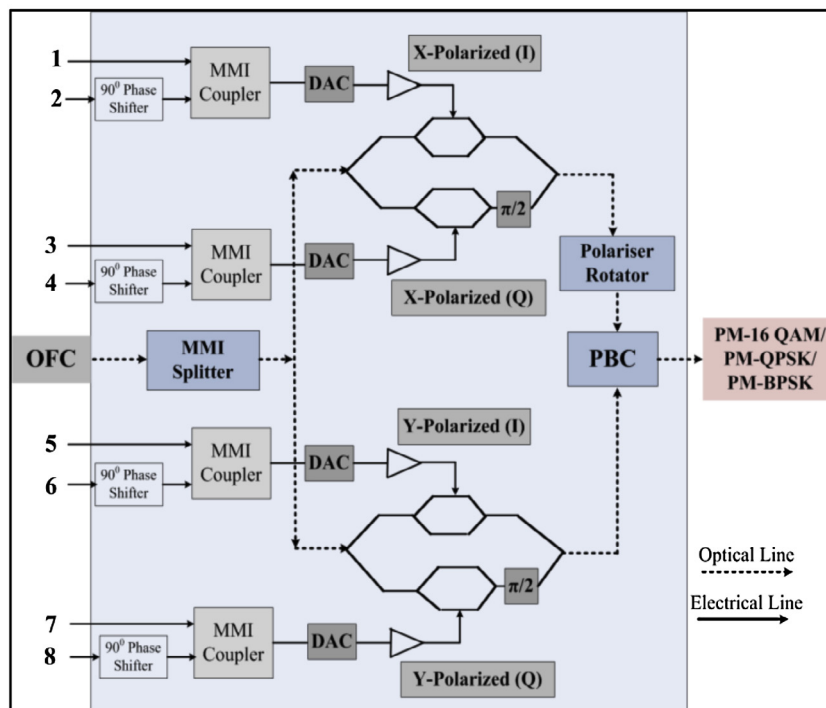 X-Polarized (I)
1
MMI
Coupler
DAC
2
90⁰ Phase
Shifter
π/2
3
MMI
Coupler
DAC
4
90⁰ Phase
Shifter
X-Polarized (Q)
Polariser
Rotator
OFC
MMI
Splitter
PBC
PM-16 QAM/
PM-QPSK/
PM-BPSK
Y-Polarized (I)
5
MMI
Coupler
DAC
6
90⁰ Phase
Shifter
Optical Line
π/2
Electrical Line
7
MMI
Coupler
DAC
8
90⁰ Phase
Shifter
Y-Polarized (Q)